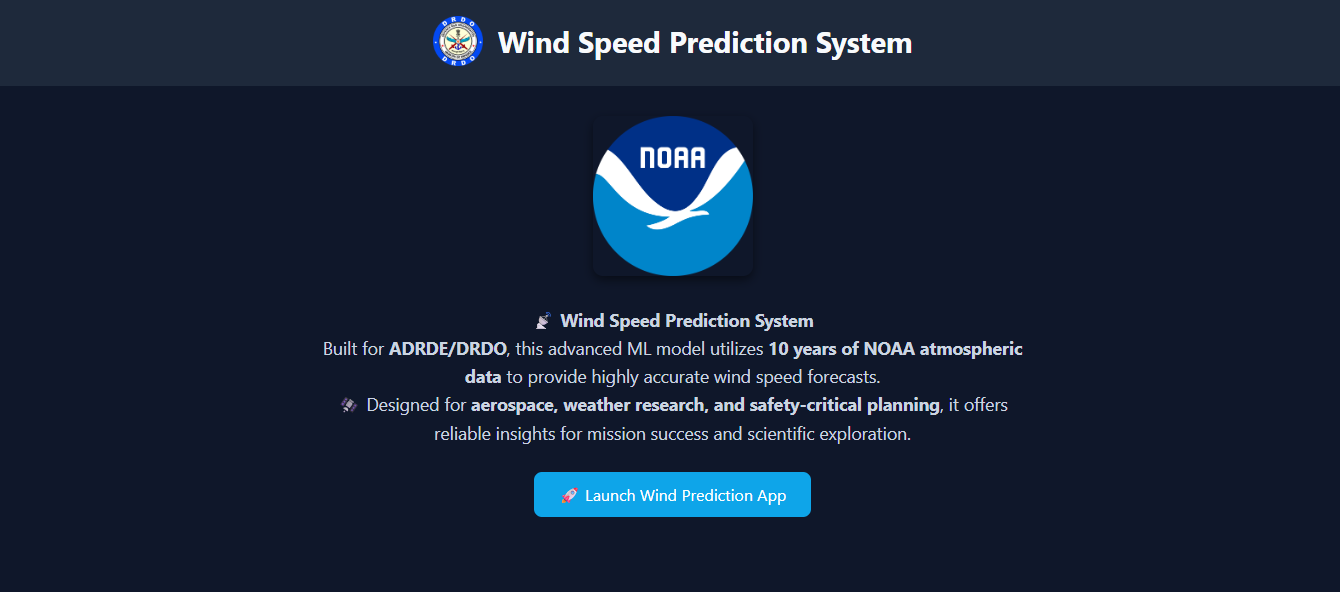 DRDO
DRDO
Wind Speed Prediction System
NOAA
Wind Speed Prediction System
Built for ADRDE/DRDO, this advanced ML model utilizes 10 years of NOAA atmospheric
data to provide highly accurate wind speed forecasts.
Designed for aerospace, weather research, and safety-critical planning, it offers
reliable insights for mission success and scientific exploration.
Launch Wind Prediction App